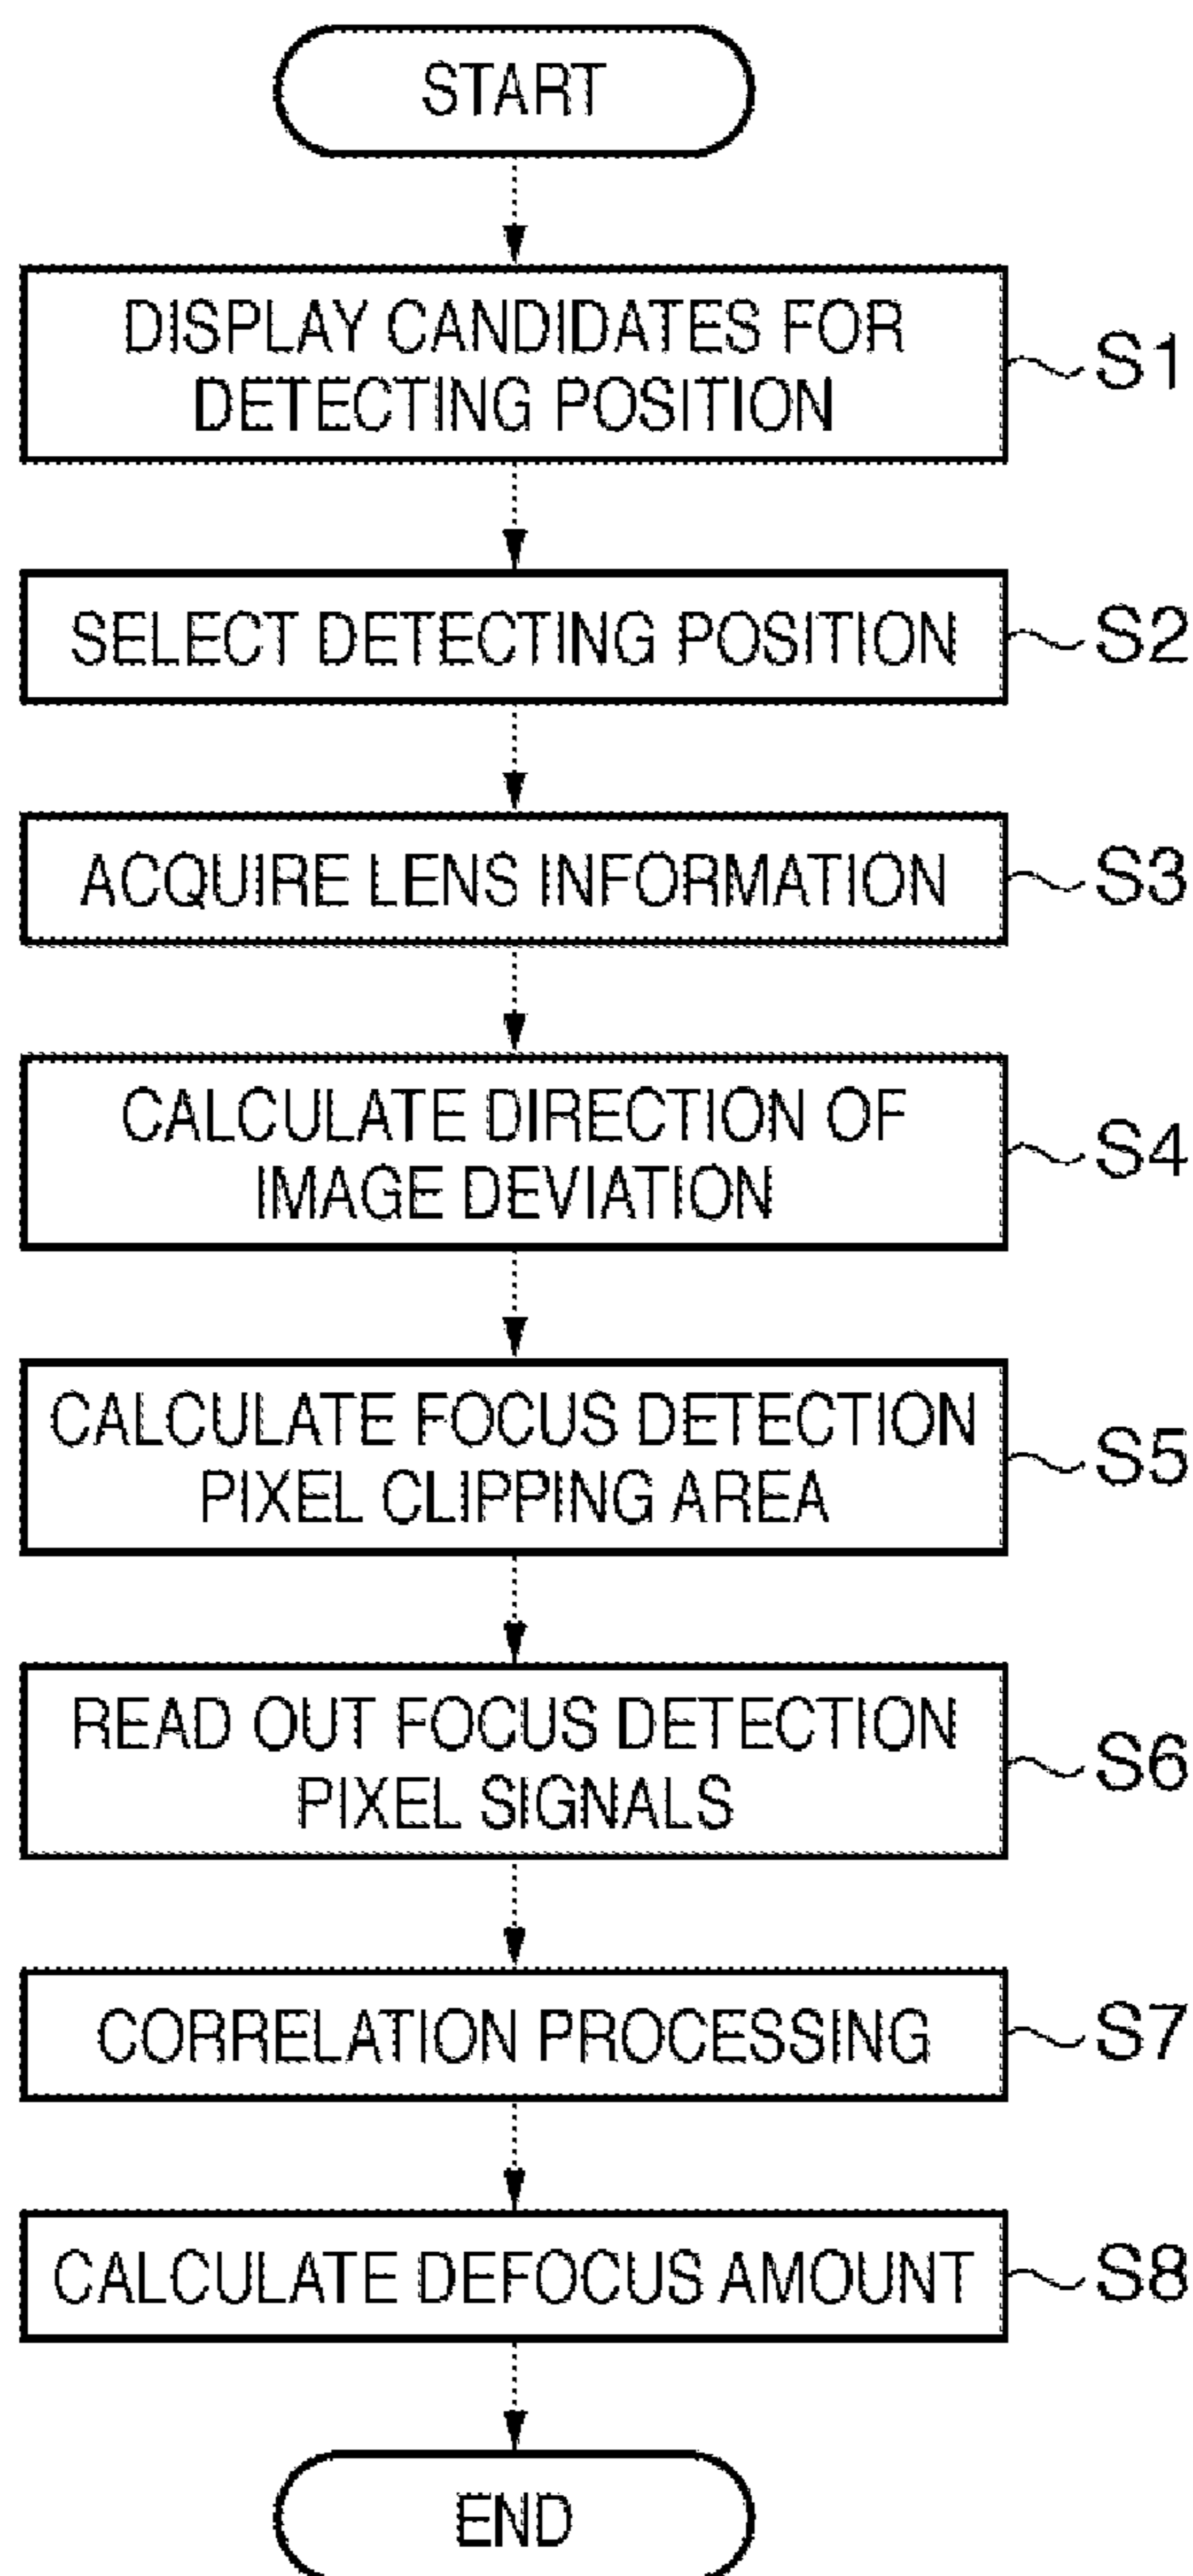 START
DISPLAY CANDIDATES FOR
DETECTING POSITION
S1
SELECT DETECTING POSITION
S2
ACQUIRE LENS INFORMATION
S3
CALCULATE DIRECTION OF
IMAGE DEVIATION
S4
CALCULATE FOCUS DETECTION
PIXEL CLIPPING AREA
S5
READ OUT FOCUS DETECTION
PIXEL SIGNALS
S6
CORRELATION PROCESSING
S7
CALCULATE DEFOCUS AMOUNT
S8
END